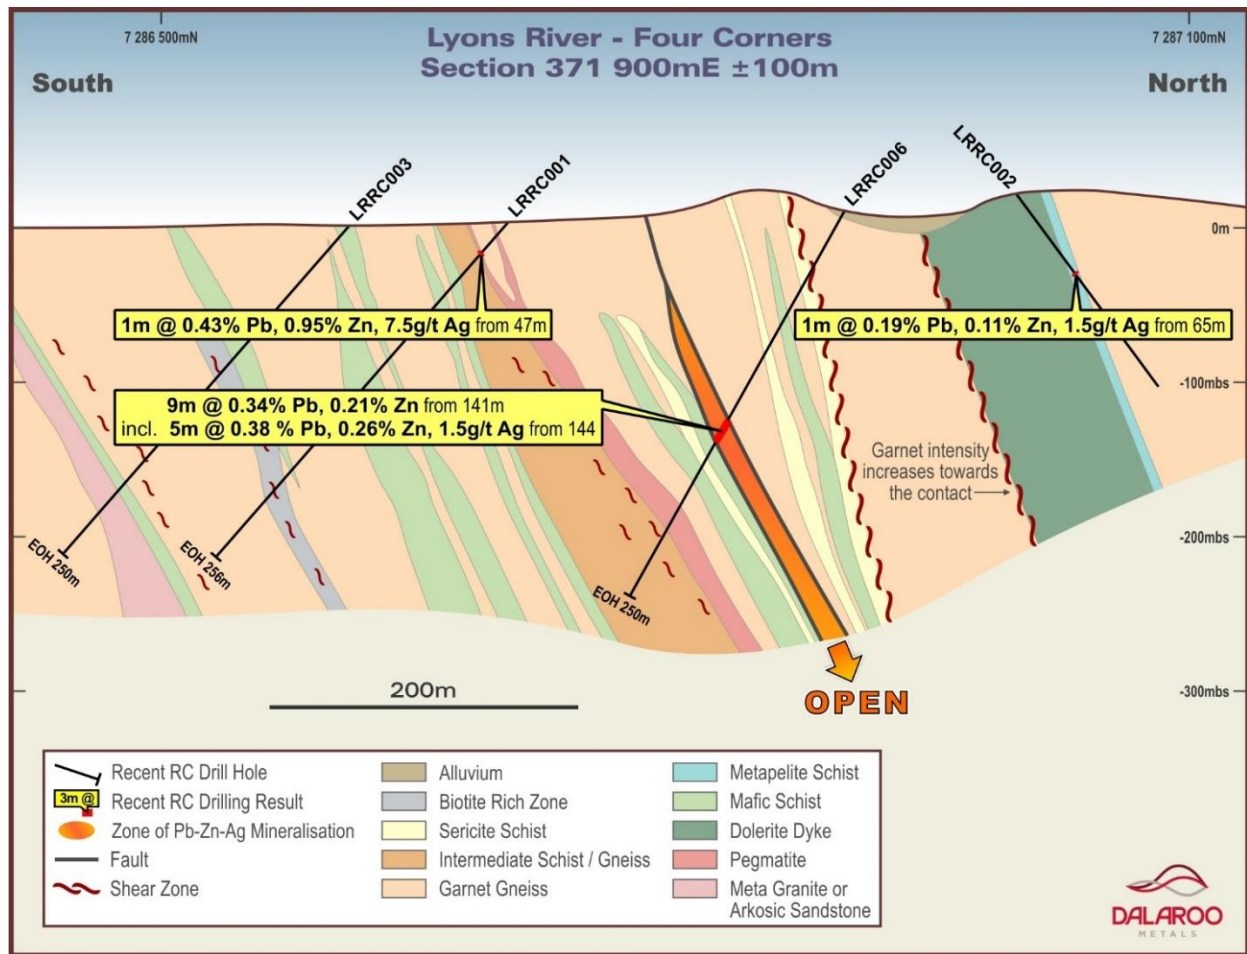 7 286 500mN
Lyons River - Four Corners
7 287 100mN
Section 371 900mE ±100m
South
North
LRRC003
LRRC001
LRRC006
LRRC002
0m
1m @ 0.43% Pb, 0.95% Zn, 7.5g/t Ag from 47m
1m @ 0.19% Pb, 0.11% Zn, 1.5g/t Ag from 65m
-100mbs
9m @ 0.34% Pb, 0.21% Zn from 141m
incl. 5m @ 0.38 % Pb, 0.26% Zn, 1.5g/t Ag from 144
Garnet intensity
increases towards
the contact
-200mbs
EOH 250m
EOH 256m
EOH 250m
-300mbs
200m
OPEN
Recent RC Drill Hole
3m @
Recent RC Drilling Result
Zone of Pb-Zn-Ag Mineralisation
Fault
Shear Zone
Alluvium
Biotite Rich Zone
Sericite Schist
Intermediate Schist / Gneiss
Garnet Gneiss
Metapelite Schist
Mafic Schist
Dolerite Dyke
Pegmatite
Meta Granite or
Arkosic Sandstone
DALAROO
METALS